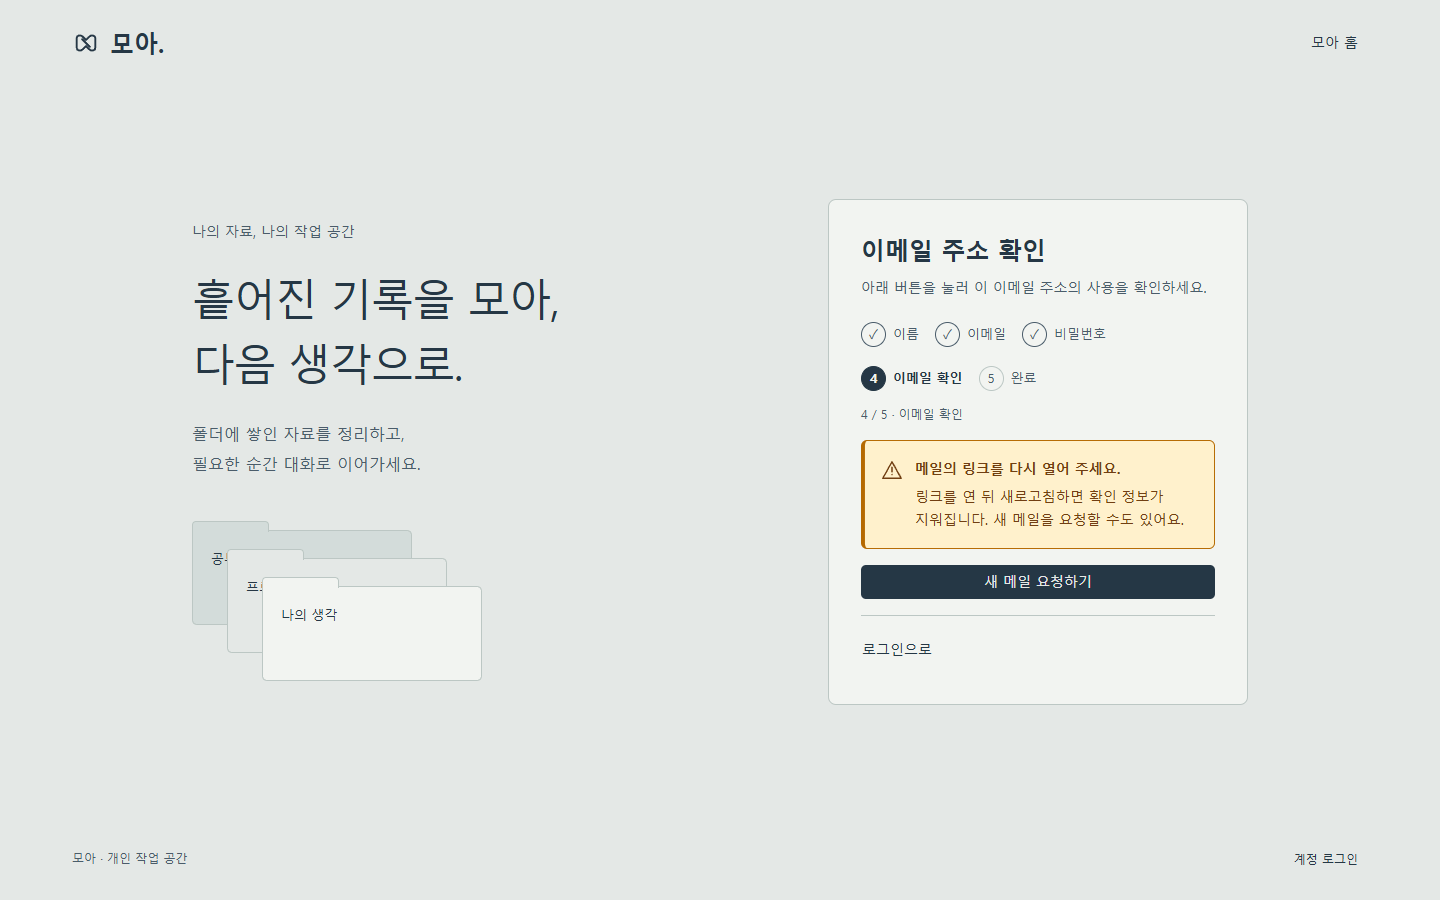 모아.
모아 홈
나의 자료, 나의 작업 공간
흩어진 기록을 모아,
다음 생각으로.
폴더에 쌓인 자료를 정리하고,
필요한 순간 대화로 이어가세요.
나의 생각
이메일 주소 확인
아래 버튼을 눌러 이 이메일 주소의 사용을 확인하세요.
✓ 이름 ✓ 이메일 ✓ 비밀번호
4 이메일 확인 5 완료
4 / 5 · 이메일 확인
메일의 링크를 다시 열어 주세요.
링크를 연 뒤 새로고침하면 확인 정보가
지워집니다. 새 메일을 요청할 수도 있어요.
새 메일 요청하기
로그인으로
모아 · 개인 작업 공간
계정 로그인